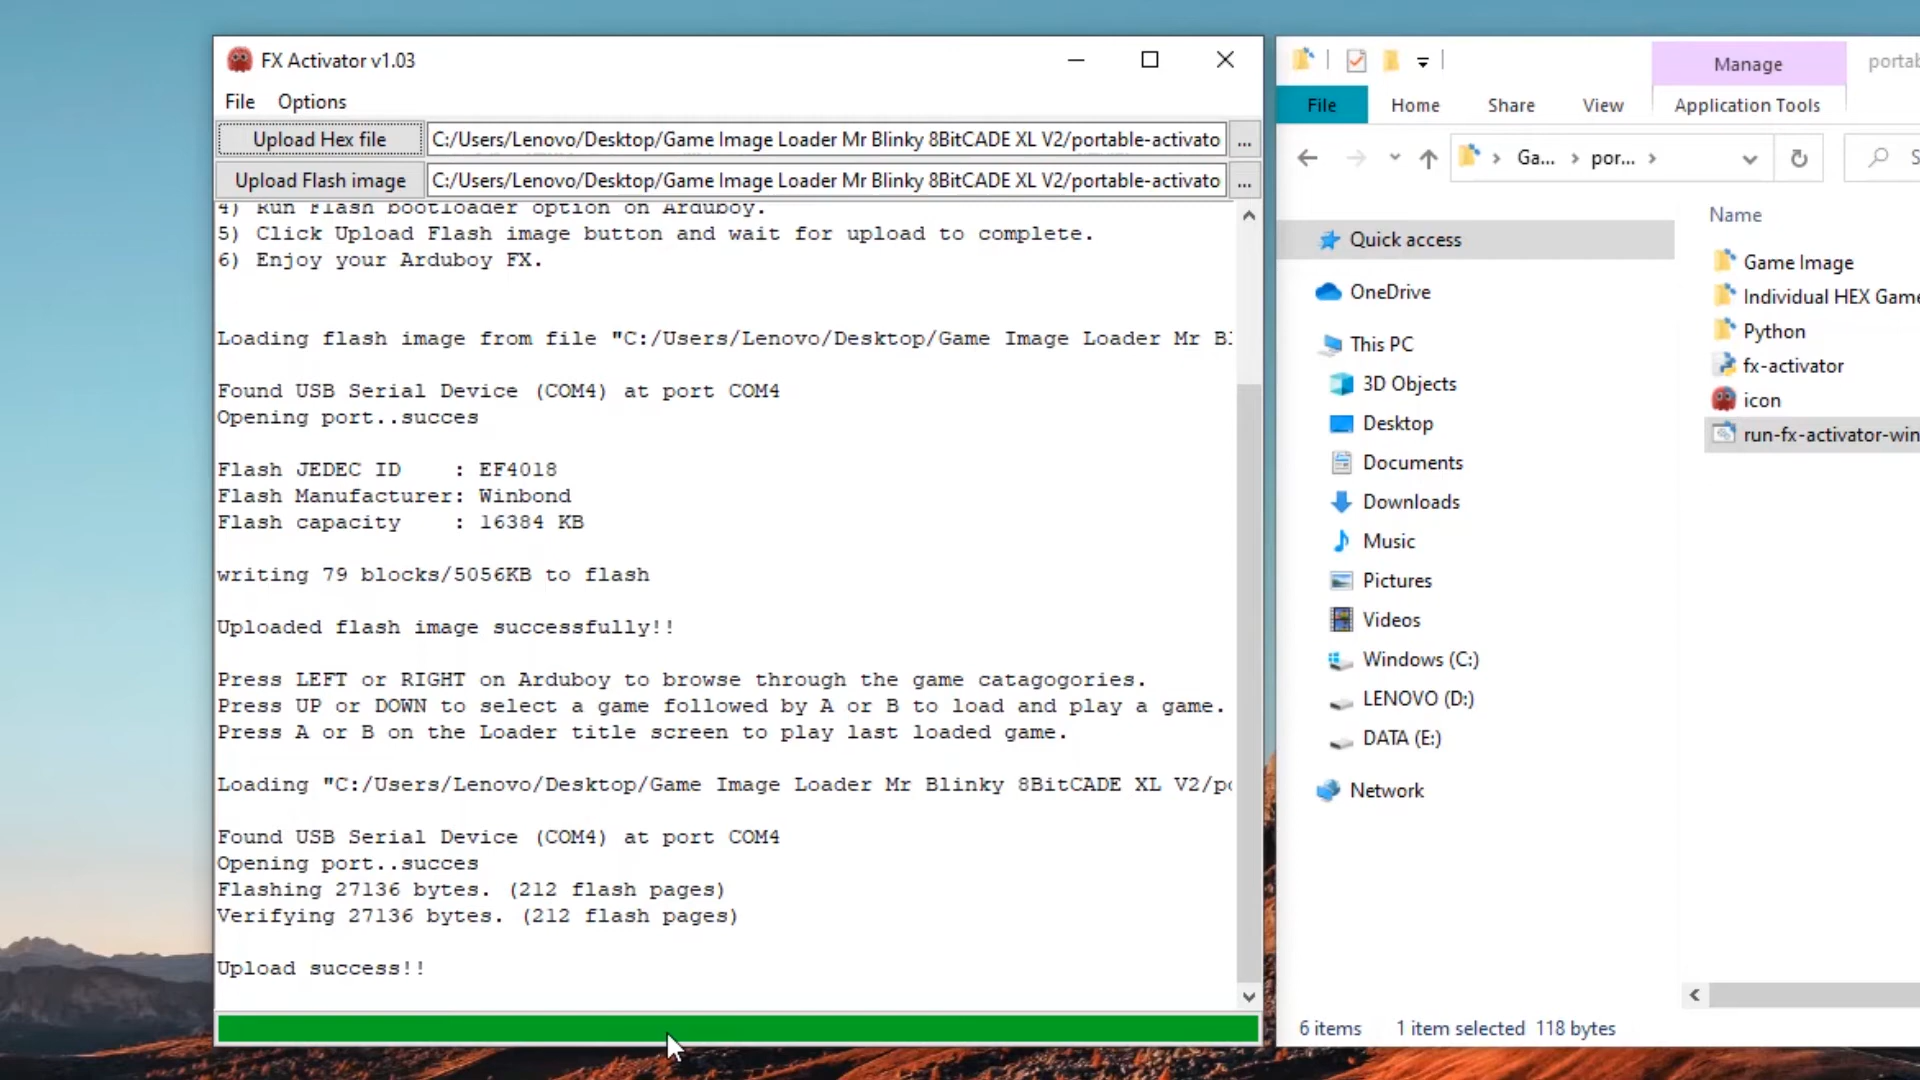 FX Activator v1.03
File Options
Upload Hex file C:/Users/Lenovo/Desktop/Game Image Loader Mr Blinky 8BitCADE XL V2/portable-activato ...
Upload Flash image C:/Users/Lenovo/Desktop/Game Image Loader Mr Blinky 8BitCADE XL V2/portable-activato ...
4) Run Flash bootloader option on Arduboy.
5) Click Upload Flash image button and wait for upload to complete.
6) Enjoy your Arduboy FX.
Loading flash image from file "C:/Users/Lenovo/Desktop/Game Image Loader Mr Bl
Found USB Serial Device (COM4) at port COM4
Opening port..succes
Flash JEDEC ID    : EF4018
Flash Manufacturer: Winbond
Flash capacity    : 16384 KB
writing 79 blocks/5056KB to flash
Uploaded flash image successfully!!
Press LEFT or RIGHT on Arduboy to browse through the game catagogories.
Press UP or DOWN to select a game followed by A or B to load and play a game.
Press A or B on the Loader title screen to play last loaded game.
Loading "C:/Users/Lenovo/Desktop/Game Image Loader Mr Blinky 8BitCADE XL V2/po
Found USB Serial Device (COM4) at port COM4
Opening port..succes
Flashing 27136 bytes. (212 flash pages)
Verifying 27136 bytes. (212 flash pages)
Upload success!!
Manage portab
File Home Share View Application Tools
Ga... por... S
Name
Quick access
OneDrive
This PC
3D Objects
Desktop
Documents
Downloads
Music
Pictures
Videos
Windows (C:)
LENOVO (D:)
DATA (E:)
Network
Game Image
Individual HEX Game
Python
fx-activator
icon
run-fx-activator-win
6 items 1 item selected 118 bytes